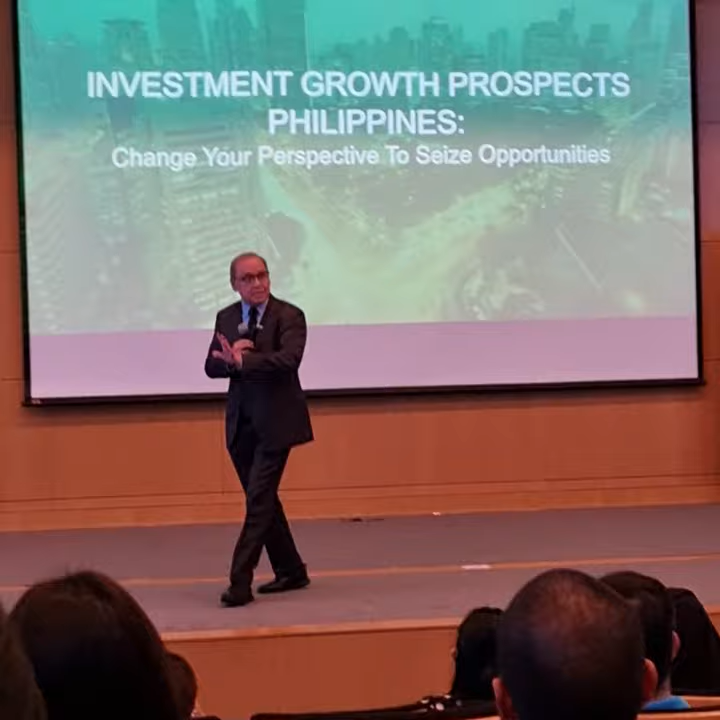 INVESTMENT GROWTH PROSPECTS
PHILIPPINES:
Change Your Perspective To Seize Opportunities